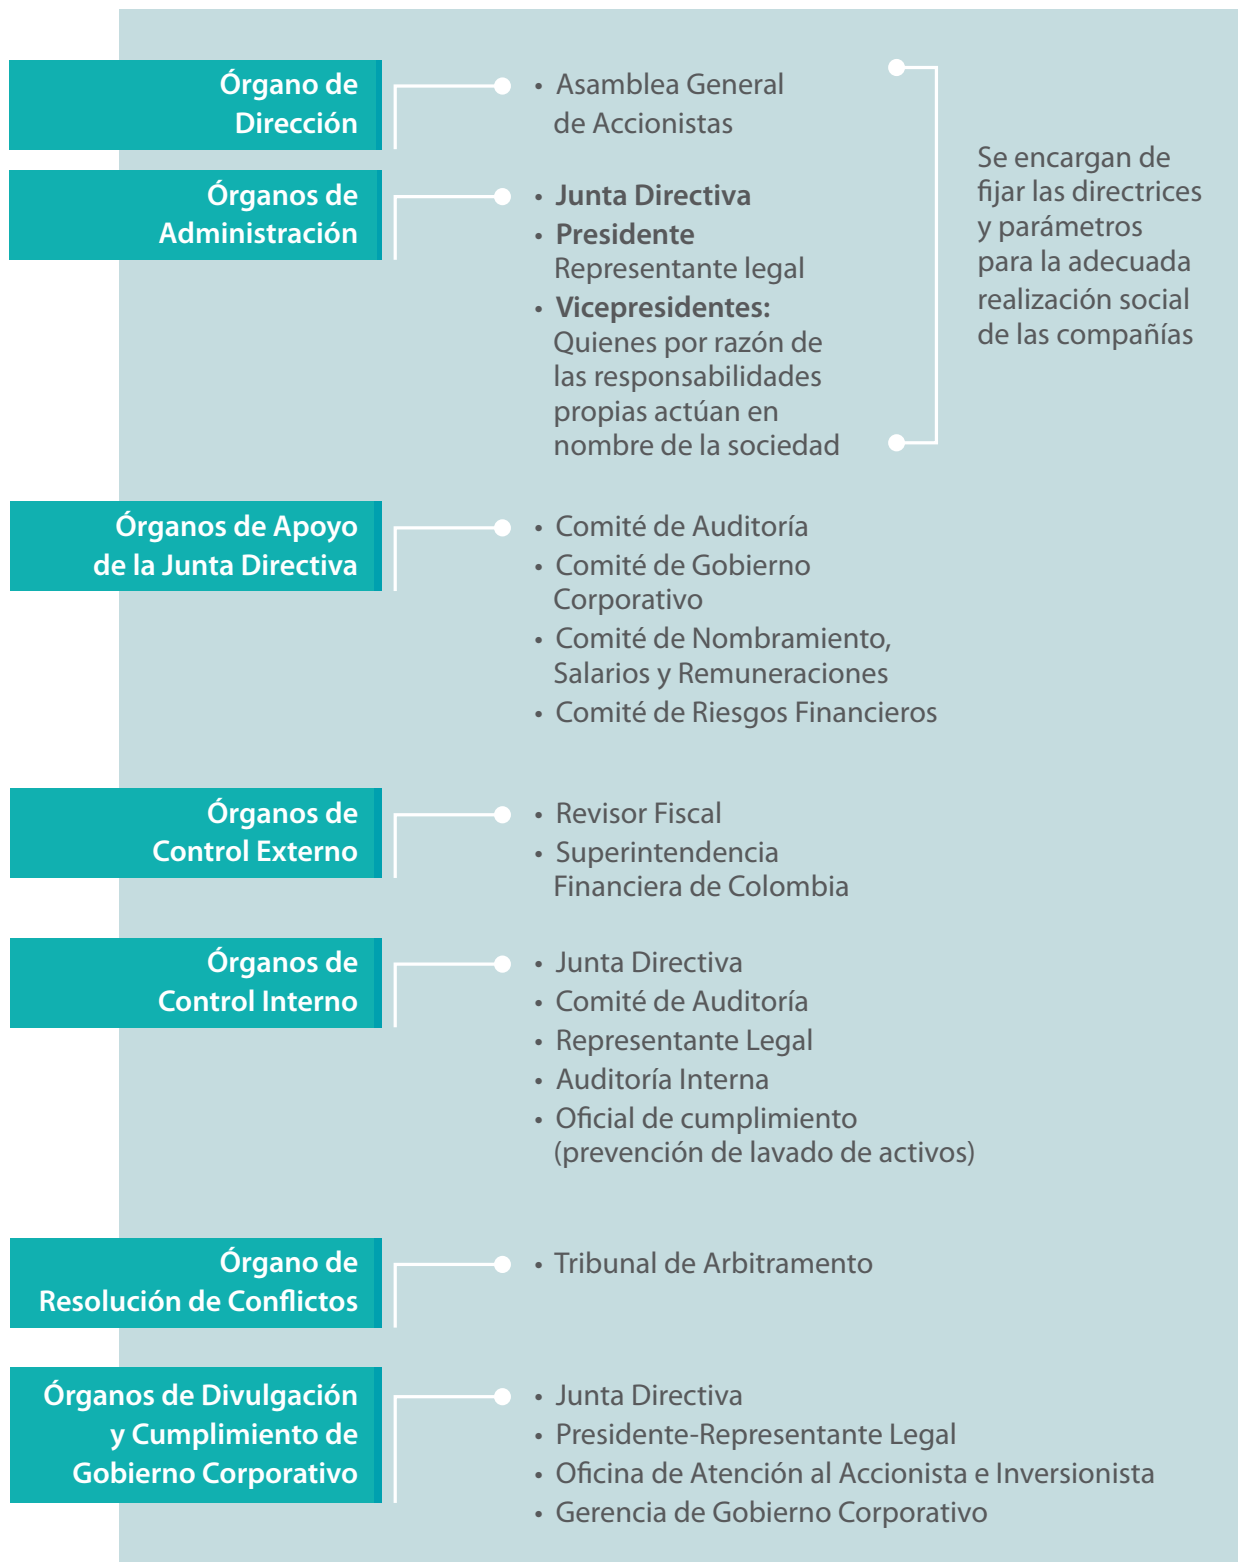 Órgano de
Dirección
• Asamblea General
de Accionistas
Órganos de
Administración
• Junta Directiva
• Presidente
Representante legal
• Vicepresidentes:
Quienes por razón de
las responsabilidades
propias actúan en
nombre de la sociedad
Se encargan de
fijar las directrices
y parámetros
para la adecuada
realización social
de las compañías
Órganos de Apoyo
de la Junta Directiva
• Comité de Auditoría
• Comité de Gobierno
Corporativo
• Comité de Nombramiento,
Salarios y Remuneraciones
• Comité de Riesgos Financieros
Órganos de
Control Externo
• Revisor Fiscal
• Superintendencia
Financiera de Colombia
Órganos de
Control Interno
• Junta Directiva
• Comité de Auditoría
• Representante Legal
• Auditoría Interna
• Oficial de cumplimiento
(prevención de lavado de activos)
Órgano de
Resolución de Conflictos
• Tribunal de Arbitramento
Órganos de Divulgación
y Cumplimiento de
Gobierno Corporativo
• Junta Directiva
• Presidente-Representante Legal
• Oficina de Atención al Accionista e Inversionista
• Gerencia de Gobierno Corporativo